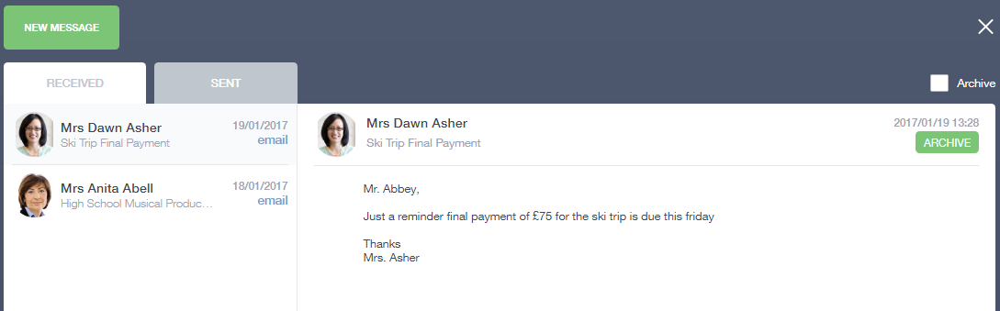 NEW MESSAGE
RECEIVED
SENT
Archive
Mrs Dawn Asher
19/01/2017
Ski Trip Final Payment
email
Mrs Anita Abell
18/01/2017
High School Musical Produc...
email
Mrs Dawn Asher
2017/01/19 13:28
Ski Trip Final Payment
ARCHIVE
Mr. Abbey,
Just a reminder final payment of £75 for the ski trip is due this friday
Thanks
Mrs. Asher